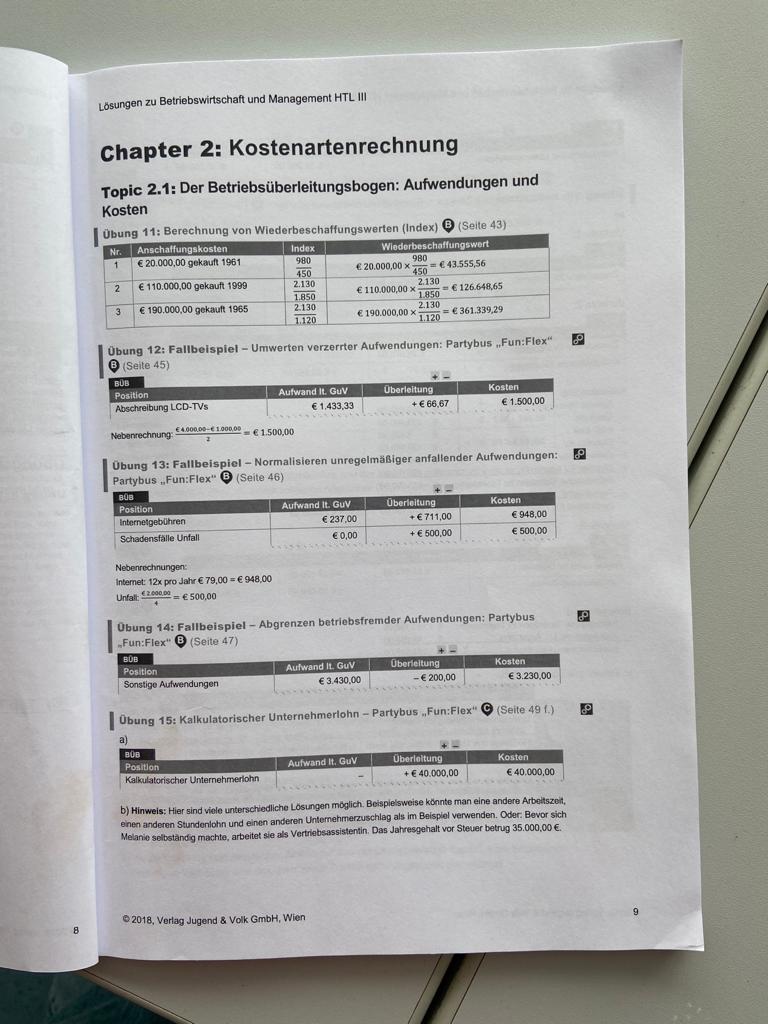 Lösungen zu Betriebswirtschaft und Management HTL III
Chapter 2: Kostenartenrechnung
Topic 2.1: Der Betriebsüberleitungsbogen: Aufwendungen und
Kosten
Übung 11: Berechnung von Wiederbeschaffungswerten (Index) B (Seite 43)
Nr. Anschaffungskosten Index Wiederbeschaffungswert
1 € 20.000,00 gekauft 1961 980/450 € 20.000,00 × 980/450 = € 43.555,56
2 € 110.000,00 gekauft 1999 2.130/1.850 € 110.000,00 × 2.130/1.850 = € 126.648,65
3 € 190.000,00 gekauft 1965 2.130/1.120 € 190.000,00 × 2.130/1.120 = € 361.339,29
Übung 12: Fallbeispiel – Umwerten verzerrter Aufwendungen: Partybus „Fun:Flex“
B (Seite 45)
BÜB + –
Position Aufwand lt. GuV Überleitung Kosten
Abschreibung LCD-TVs € 1.433,33 + € 66,67 € 1.500,00
Nebenrechnung: € 4.000,00–€ 1.000,00/2 = € 1.500,00
Übung 13: Fallbeispiel – Normalisieren unregelmäßiger anfallender Aufwendungen:
Partybus „Fun:Flex“ B (Seite 46)
BÜB + –
Position Aufwand lt. GuV Überleitung Kosten
Internetgebühren € 237,00 + € 711,00 € 948,00
Schadensfälle Unfall € 0,00 + € 500,00 € 500,00
Nebenrechnungen:
Internet: 12x pro Jahr € 79,00 = € 948,00
Unfall: € 2.000,00/4 = € 500,00
Übung 14: Fallbeispiel – Abgrenzen betriebsfremder Aufwendungen: Partybus
„Fun:Flex“ B (Seite 47)
BÜB + –
Position Aufwand lt. GuV Überleitung Kosten
Sonstige Aufwendungen € 3.430,00 – € 200,00 € 3.230,00
Übung 15: Kalkulatorischer Unternehmerlohn – Partybus „Fun:Flex“ C (Seite 49 f.)
a)
BÜB + –
Position Aufwand lt. GuV Überleitung Kosten
Kalkulatorischer Unternehmerlohn – + € 40.000,00 € 40.000,00
b) Hinweis: Hier sind viele unterschiedliche Lösungen möglich. Beispielsweise könnte man eine andere Arbeitszeit,
einen anderen Stundenlohn und einen anderen Unternehmerzuschlag als im Beispiel verwenden. Oder: Bevor sich
Melanie selbständig machte, arbeitet sie als Vertriebsassistentin. Das Jahresgehalt vor Steuer betrug 35.000,00 €.
© 2018, Verlag Jugend & Volk GmbH, Wien
9
8